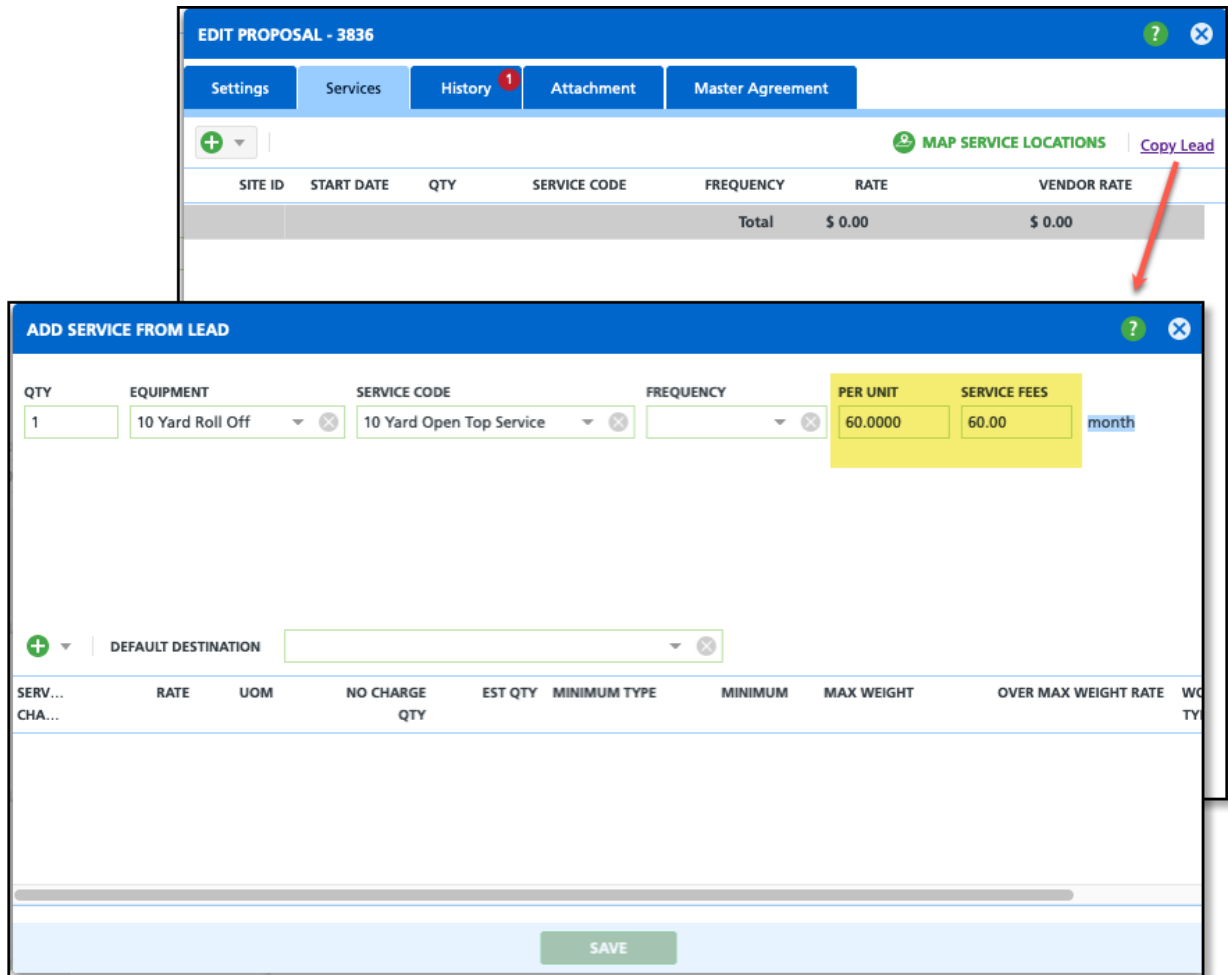 EDIT PROPOSAL - 3836
?
Settings Services History 1 Attachment Master Agreement
MAP SERVICE LOCATIONS Copy Lead
SITE ID START DATE QTY SERVICE CODE FREQUENCY RATE VENDOR RATE
Total $ 0.00 $ 0.00
ADD SERVICE FROM LEAD
?
QTY EQUIPMENT SERVICE CODE FREQUENCY PER UNIT SERVICE FEES
1 10 Yard Roll Off 10 Yard Open Top Service 60.0000 60.00 month
DEFAULT DESTINATION
SERV... RATE UOM NO CHARGE EST QTY MINIMUM TYPE MINIMUM MAX WEIGHT OVER MAX WEIGHT RATE
CHA... QTY
SAVE